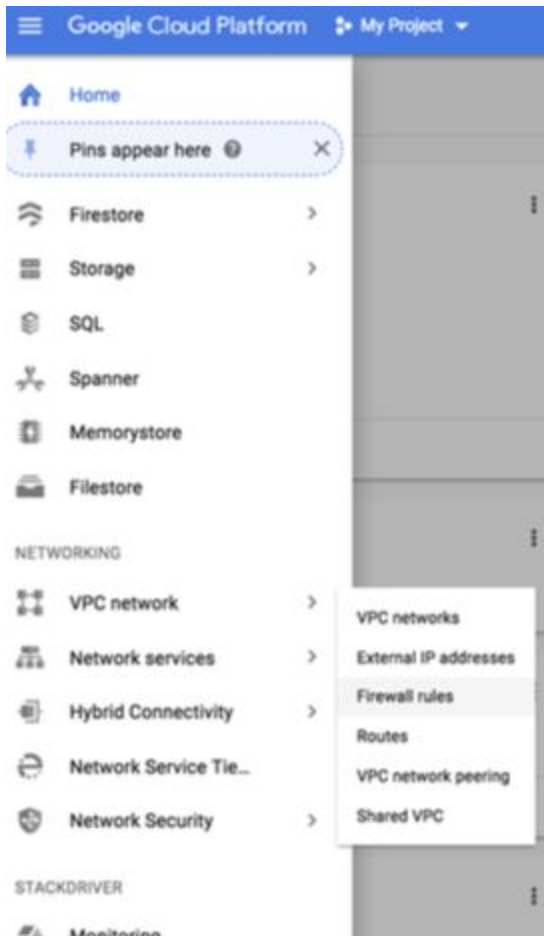 Google Cloud Platform My Project
Home
Pins appear here
Firestore
Storage
SQL
Spanner
Memorystore
Filestore
NETWORKING
VPC network
Network services
Hybrid Connectivity
Network Service Tie...
Network Security
VPC networks
External IP addresses
Firewall rules
Routes
VPC network peering
Shared VPC
STACKDRIVER
Monitoring